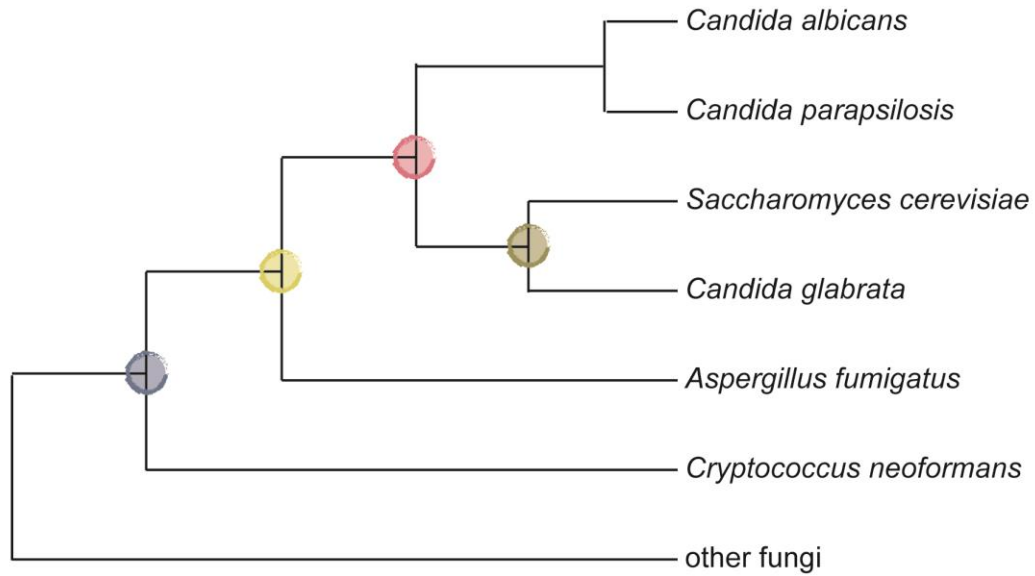 Candida albicans
Candida parapsilosis
Saccharomyces cerevisiae
Candida glabrata
Aspergillus fumigatus
Cryptococcus neoformans
other fungi